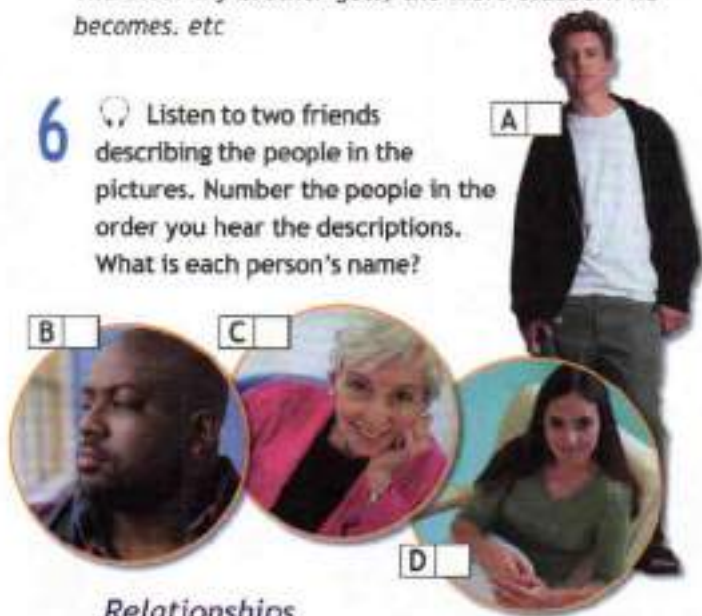 becomes. etc
6 Listen to two friends
describing the people in the
pictures. Number the people in the
order you hear the descriptions.
What is each person's name?
A
B
C
D
Relationships